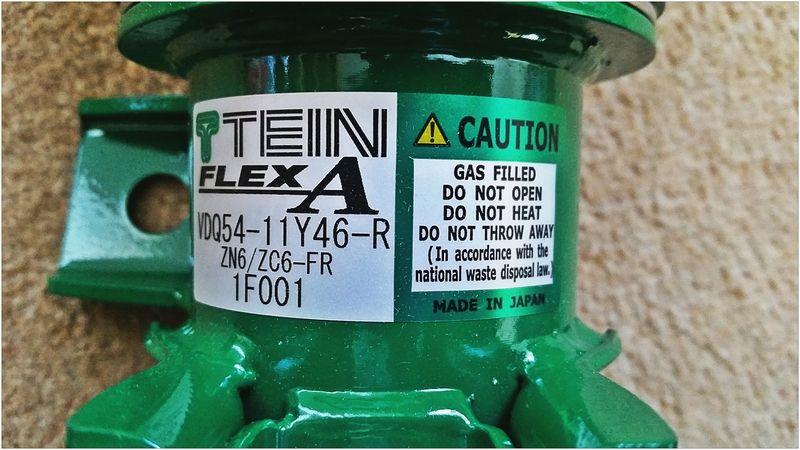 TEIN
FLEX A
VDQ54-11Y46-R
ZN6/ZC6-FR
1F001
CAUTION
GAS FILLED
DO NOT OPEN
DO NOT HEAT
DO NOT THROW AWAY
(In accordance with the
national waste disposal law.)
MADE IN JAPAN